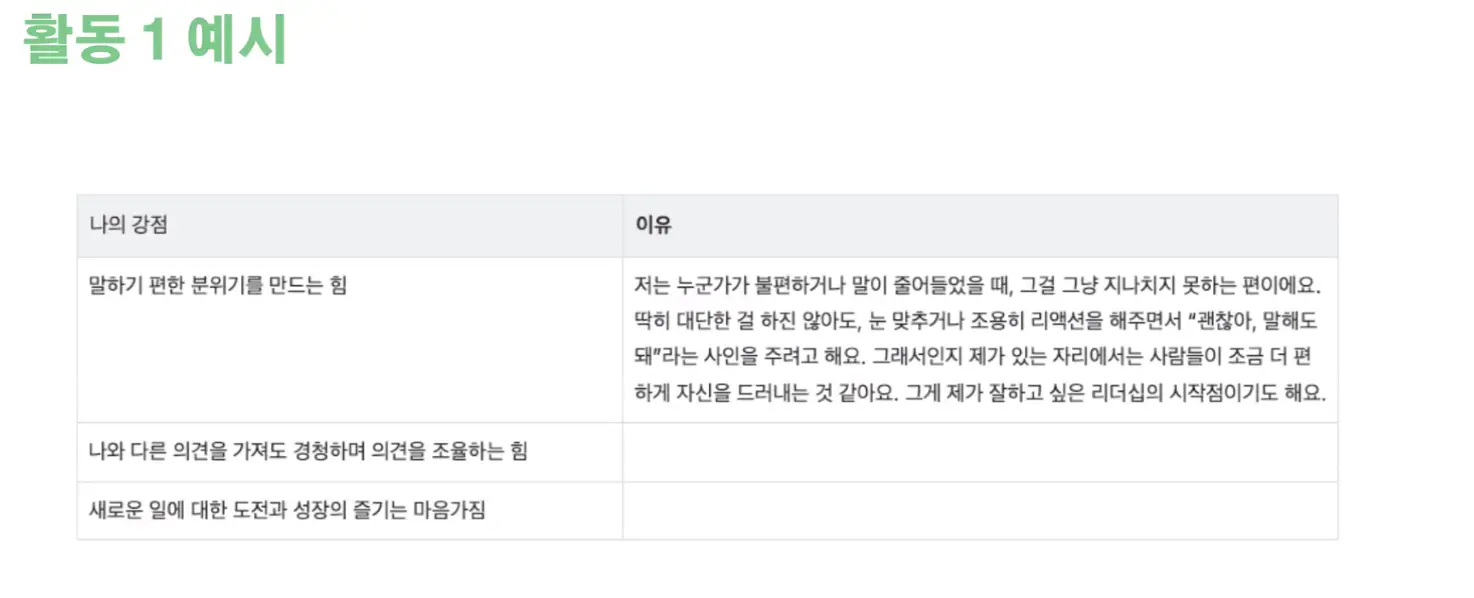 활동 1 예시
나의 강점
이유
말하기 편한 분위기를 만드는 힘
저는 누군가가 불편하거나 말이 줄어들었을 때, 그걸 그냥 지나치지 못하는 편이에요.
딱히 대단한 걸 하진 않아도, 눈 맞추거나 조용히 리액션을 해주면서 “괜찮아, 말해도
돼”라는 사인을 주려고 해요. 그래서인지 제가 있는 자리에서는 사람들이 조금 더 편
하게 자신을 드러내는 것 같아요. 그게 제가 잘하고 싶은 리더십의 시작점이기도 해요.
나와 다른 의견을 가져도 경청하며 의견을 조율하는 힘
새로운 일에 대한 도전과 성장의 즐기는 마음가짐